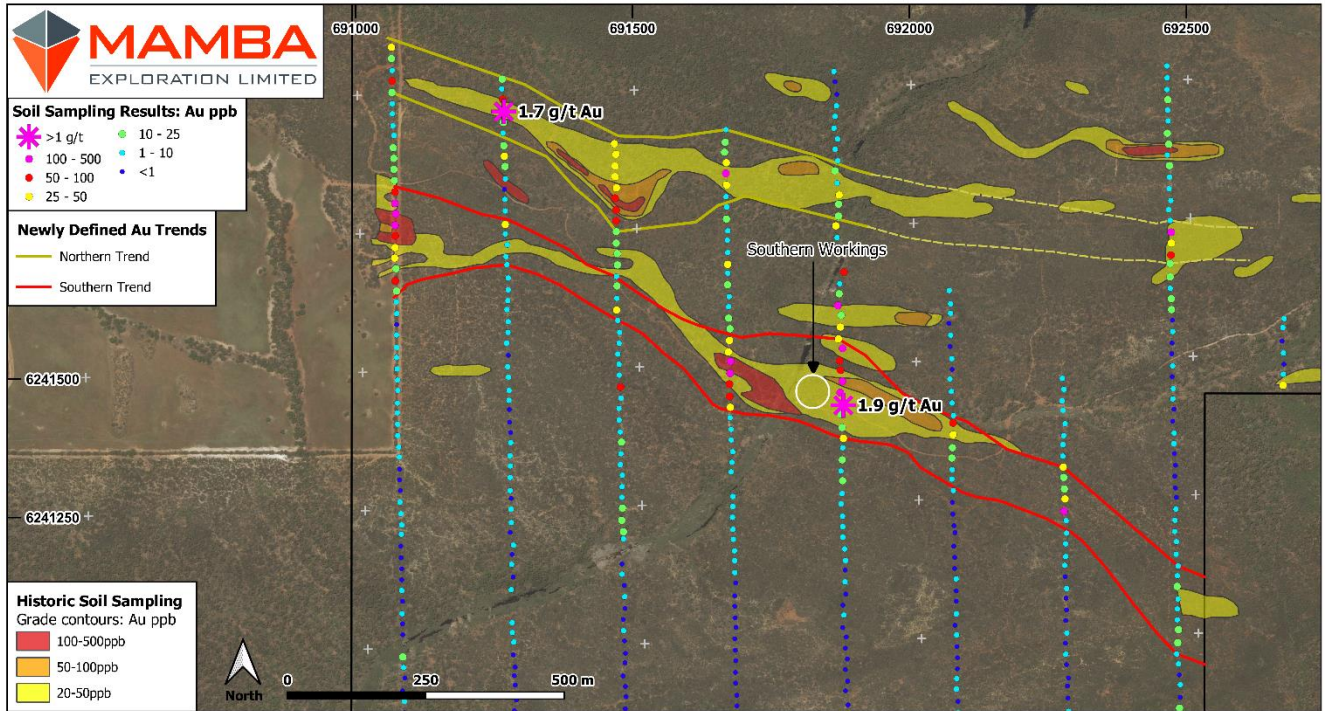 MAMBA
EXPLORATION LIMITED
Soil Sampling Results: Au ppb
>1 g/t
100 - 500
50 - 100
25 - 50
10 - 25
1 - 10
<1
Newly Defined Au Trends
Northern Trend
Southern Trend
691000
691500
692000
692500
1.7 g/t Au
Southern Workings
1.9 g/t Au
6241500
6241250
Historic Soil Sampling
Grade contours: Au ppb
100-500ppb
50-100ppb
20-50ppb
North
0
250
500 m